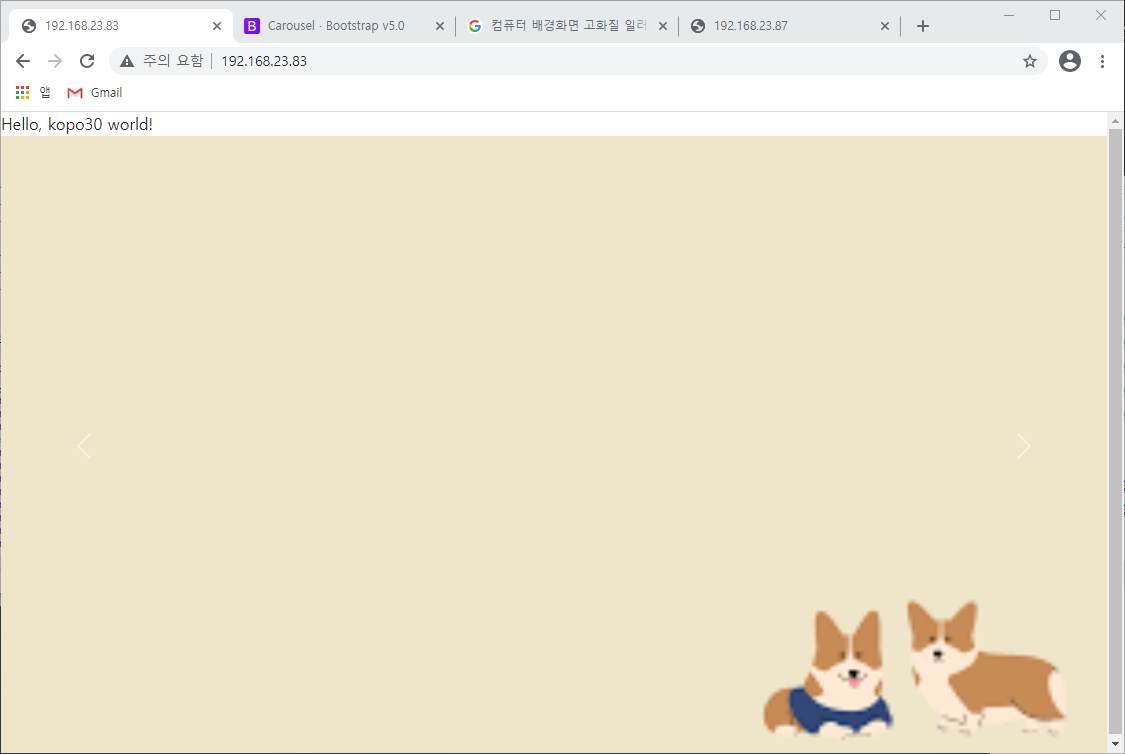 192.168.23.83
Carousel · Bootstrap v5.0
컴퓨터 배경화면 고화질 일러
192.168.23.87
주의 요함
192.168.23.83
앱
Gmail
Hello, kopo30 world!